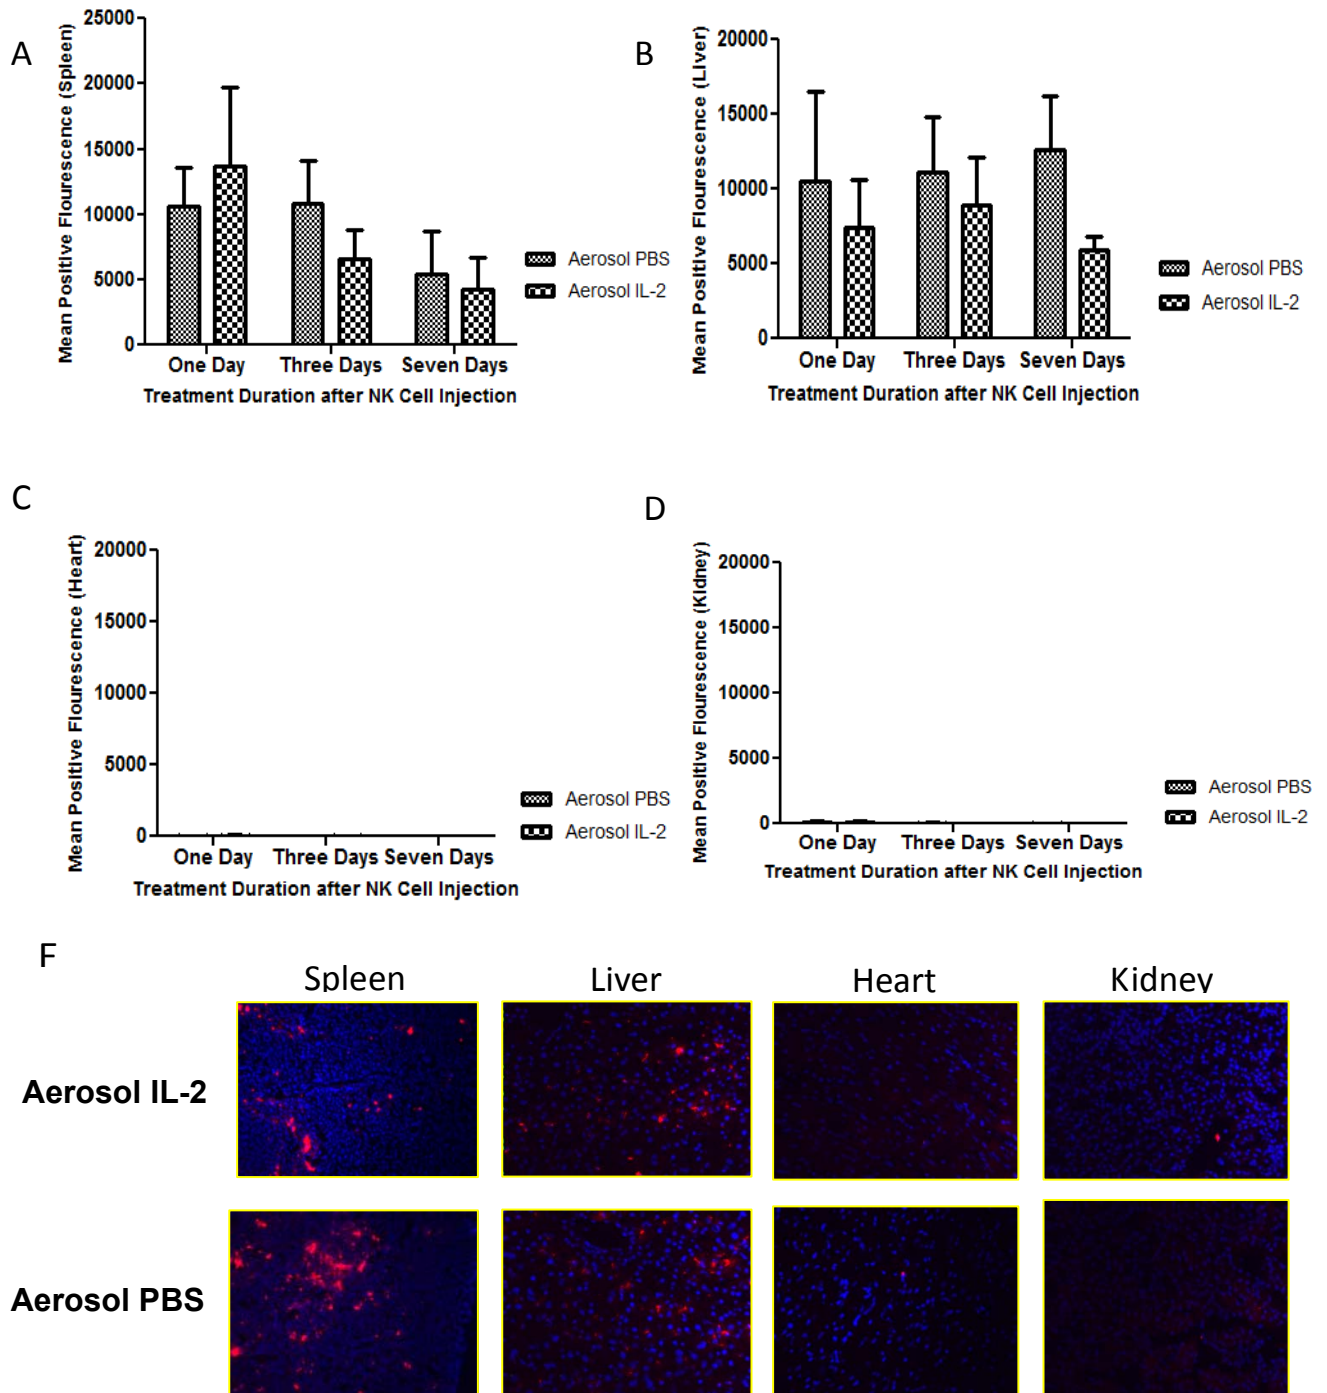 A
Mean Positive Flourescence (Spleen)
25000
20000
15000
10000
5000
0
One Day Three Days Seven Days
Treatment Duration after NK Cell Injection
Aerosol PBS
Aerosol IL-2
B
Mean Positive Flourescence (Liver)
20000
15000
10000
5000
0
One Day Three Days Seven Days
Treatment Duration after NK Cell Injection
Aerosol PBS
Aerosol IL-2
C
Mean Positive Flourescence (Heart)
20000
15000
10000
5000
0
One Day Three Days Seven Days
Treatment Duration after NK Cell Injection
Aerosol PBS
Aerosol IL-2
D
Mean Positive Flourescence (Kidney)
20000
15000
10000
5000
0
One Day Three Days Seven Days
Treatment Duration after NK Cell Injection
Aerosol PBS
Aerosol IL-2
F
Spleen Liver Heart Kidney
Aerosol IL-2
Aerosol PBS